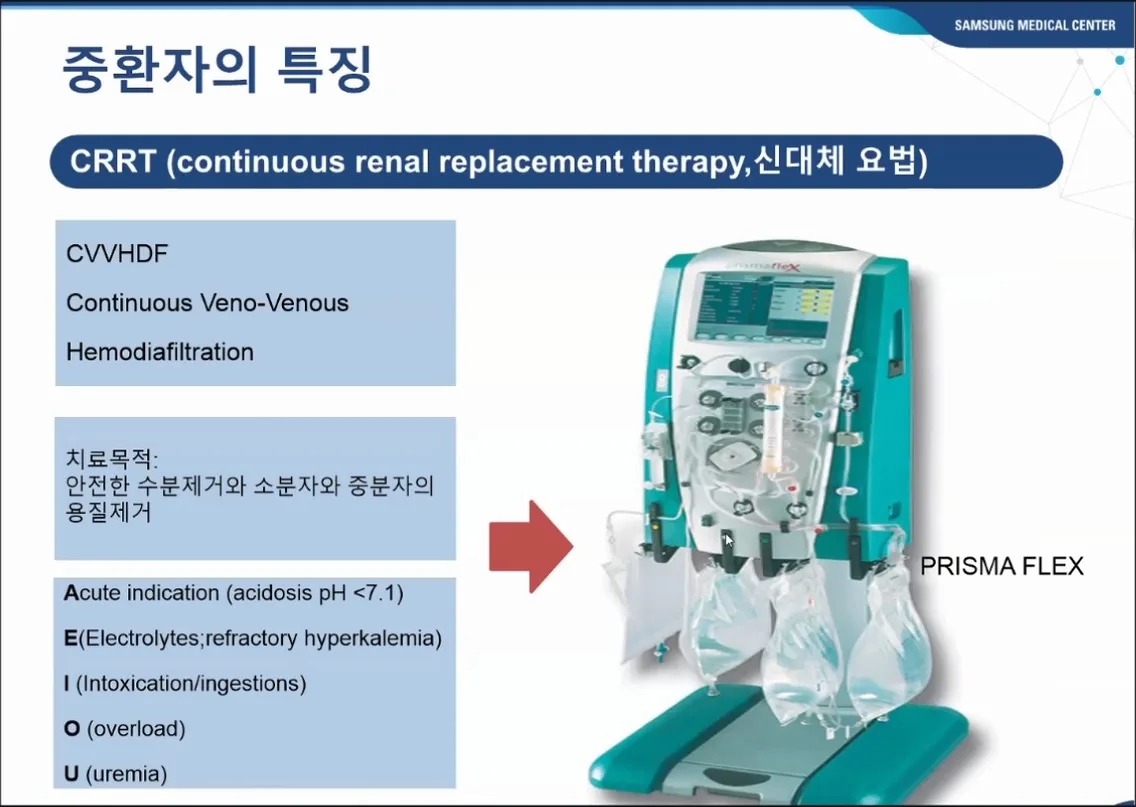 SAMSUNG MEDICAL CENTER
중환자의 특징
CRRT (continuous renal replacement therapy,신대체 요법)
CVVHDF
Continuous Veno-Venous
Hemodiafiltration
치료목적:
안전한 수분제거와 소분자와 중분자의
용질제거
Acute indication (acidosis pH <7.1)
E(Electrolytes;refractory hyperkalemia)
I (Intoxication/ingestions)
O (overload)
U (uremia)
prismafleX
PRISMA FLEX